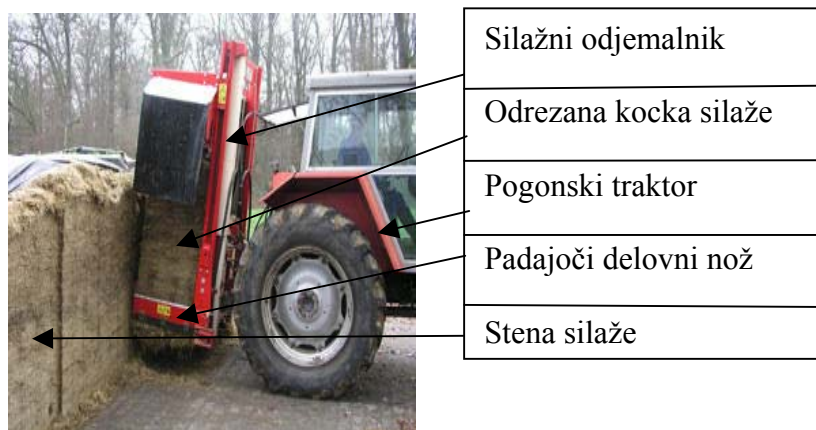 Silažni odjemalnik
Odrezana kocka silaže
Pogonski traktor
Padajoči delovni nož
Stena silaže